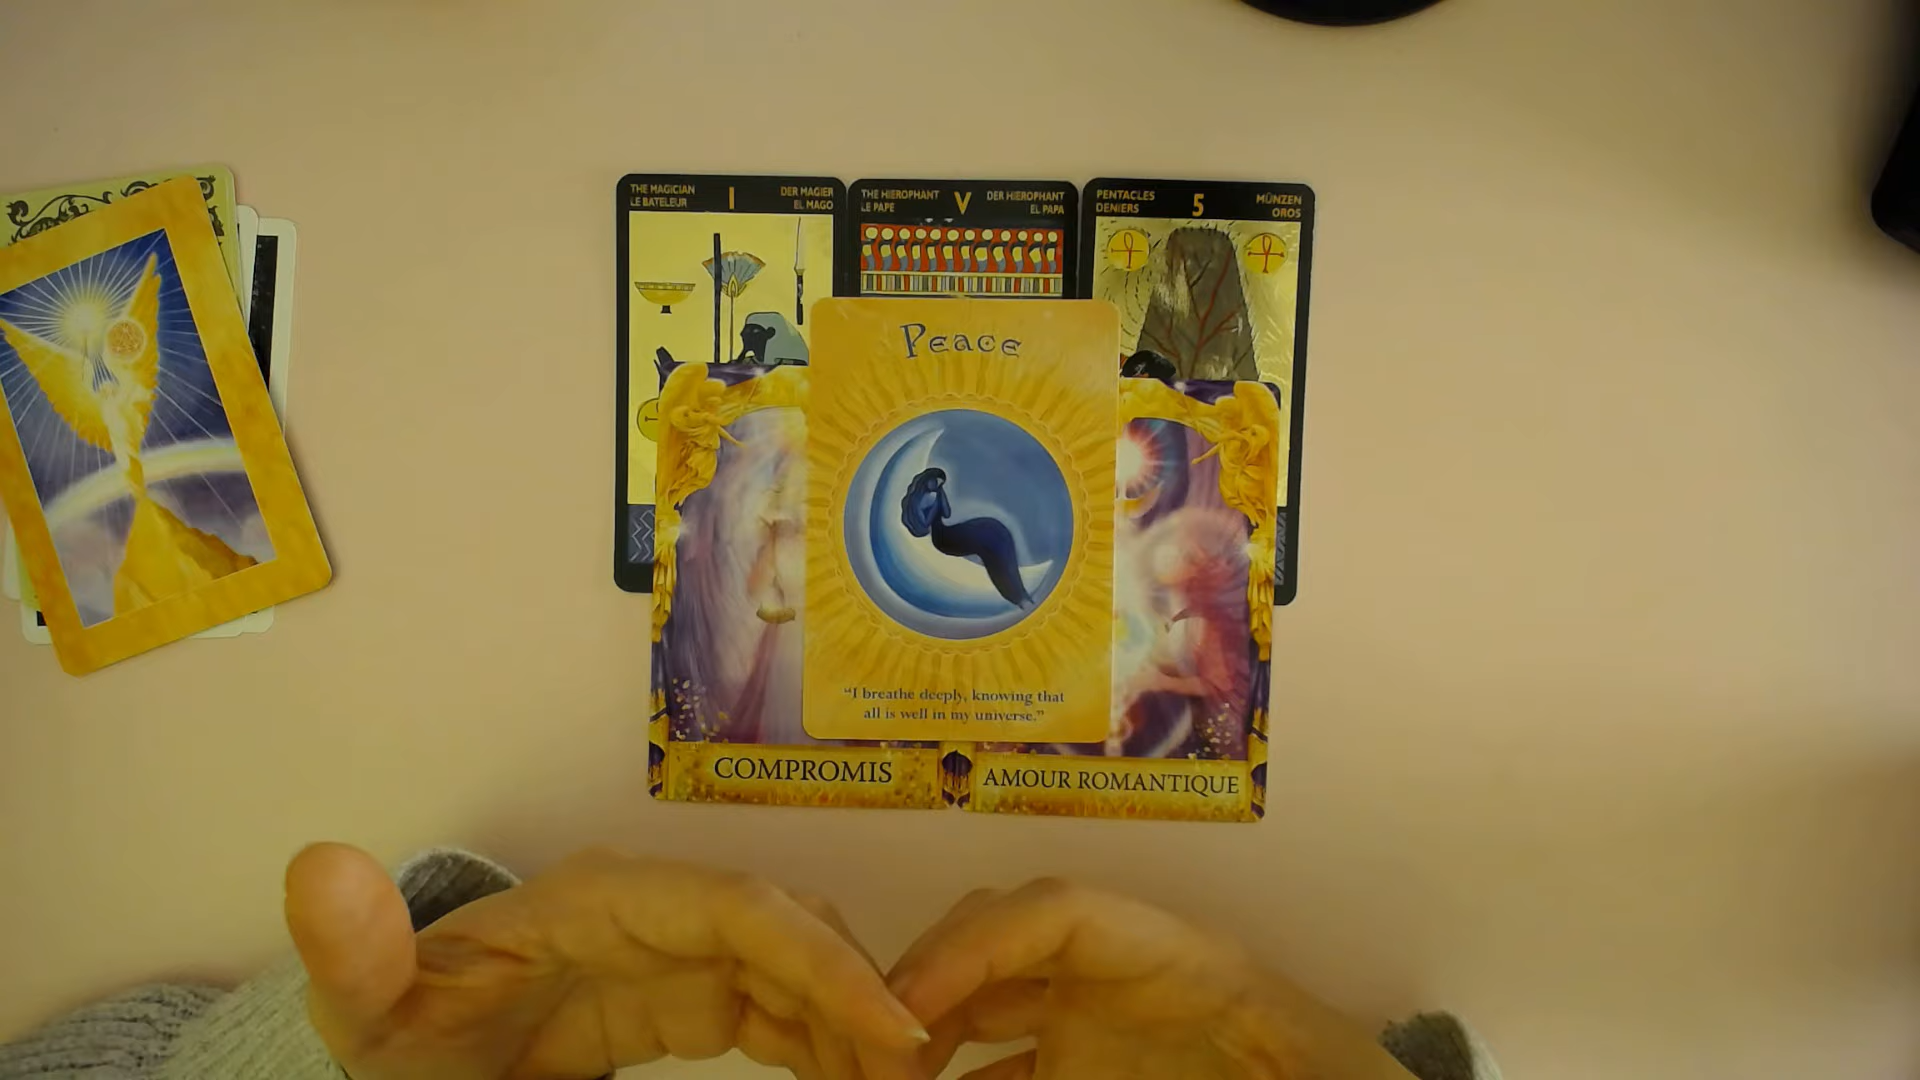 THE MAGICIAN
LE BATELEUR
I
DER MAGIER
EL MAGO
THE HIEROPHANT
LE PAPE
V
DER HIEROPHANT
EL PAPA
PENTACLES
DENIERS
5
MÜNZEN
OROS
Peace
“I breathe deeply, knowing that
all is well in my universe.”
COMPROMIS
AMOUR ROMANTIQUE